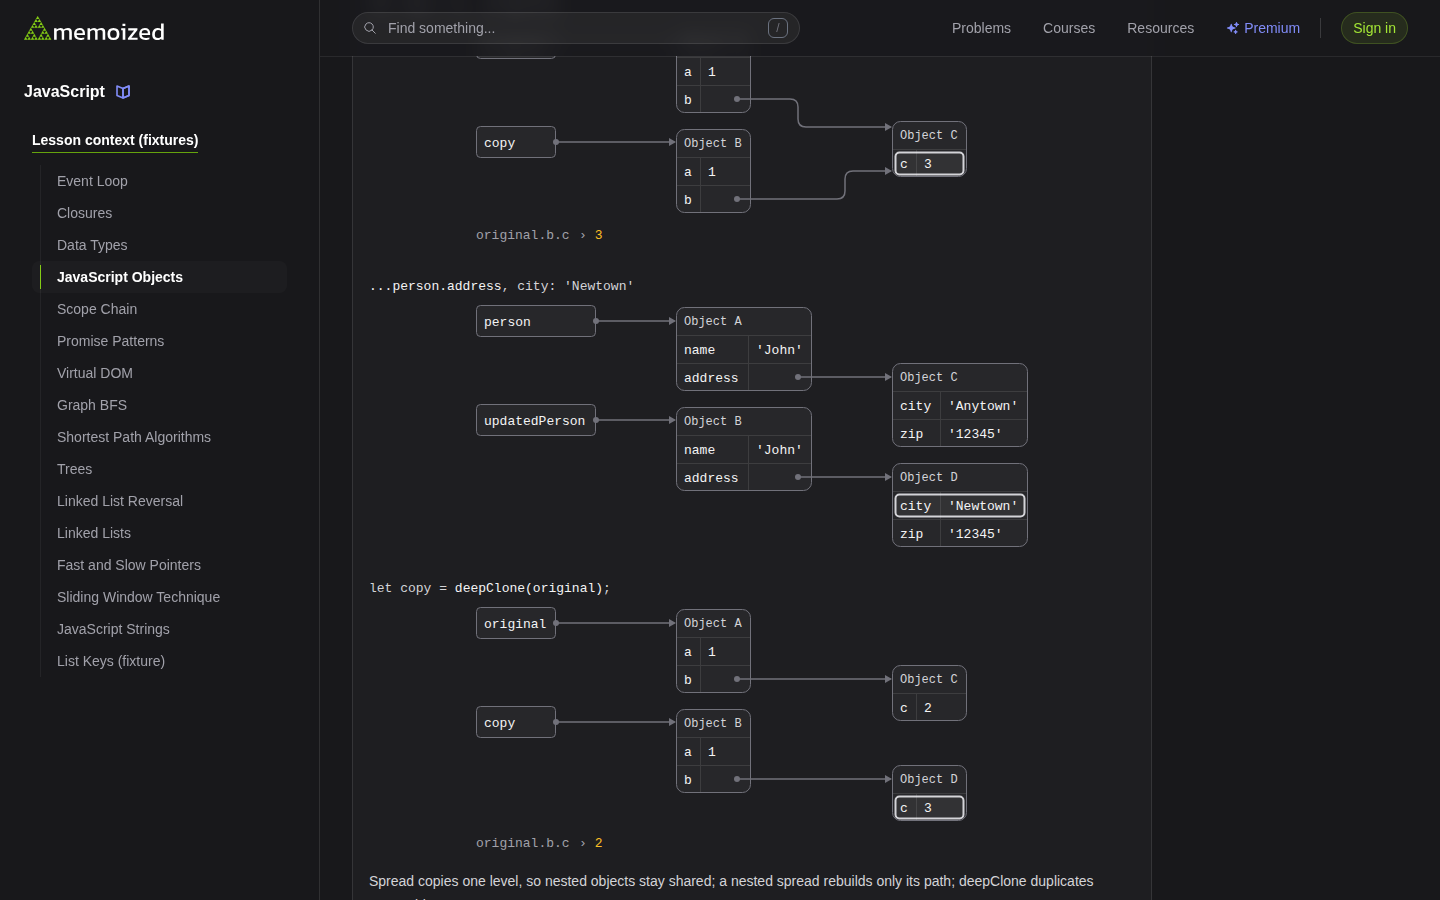 memoized
Find something...
/
Problems
Courses
Resources
Premium
Sign in
JavaScript
Lesson context (fixtures)
Event Loop
Closures
Data Types
JavaScript Objects
Scope Chain
Promise Patterns
Virtual DOM
Graph BFS
Shortest Path Algorithms
Trees
Linked List Reversal
Linked Lists
Fast and Slow Pointers
Sliding Window Technique
JavaScript Strings
List Keys (fixture)
a 1
b
copy
Object B
a 1
b
Object C
c 3
original.b.c › 3
...person.address, city: 'Newtown'
person
Object A
name 'John'
address
Object C
city 'Anytown'
zip '12345'
updatedPerson
Object B
name 'John'
address
Object D
city 'Newtown'
zip '12345'
let copy = deepClone(original);
original
Object A
a 1
b
Object C
c 2
copy
Object B
a 1
b
Object D
c 3
original.b.c › 2
Spread copies one level, so nested objects stay shared; a nested spread rebuilds only its path; deepClone duplicates